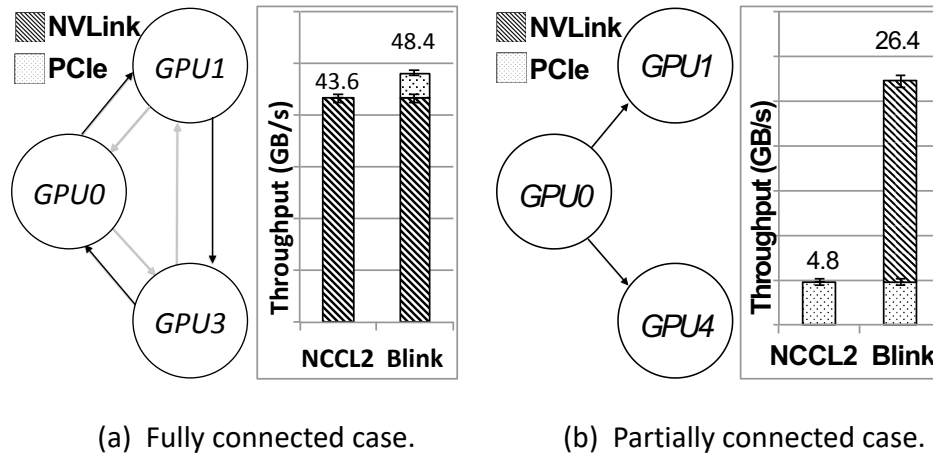 NVLink
PCIe
GPU1
GPU0
GPU3
Throughput (GB/s)
43.6
48.4
NCCL2 Blink
(a) Fully connected case.
NVLink
PCIe
GPU1
GPU0
GPU4
Throughput (GB/s)
4.8
26.4
NCCL2 Blink
(b) Partially connected case.